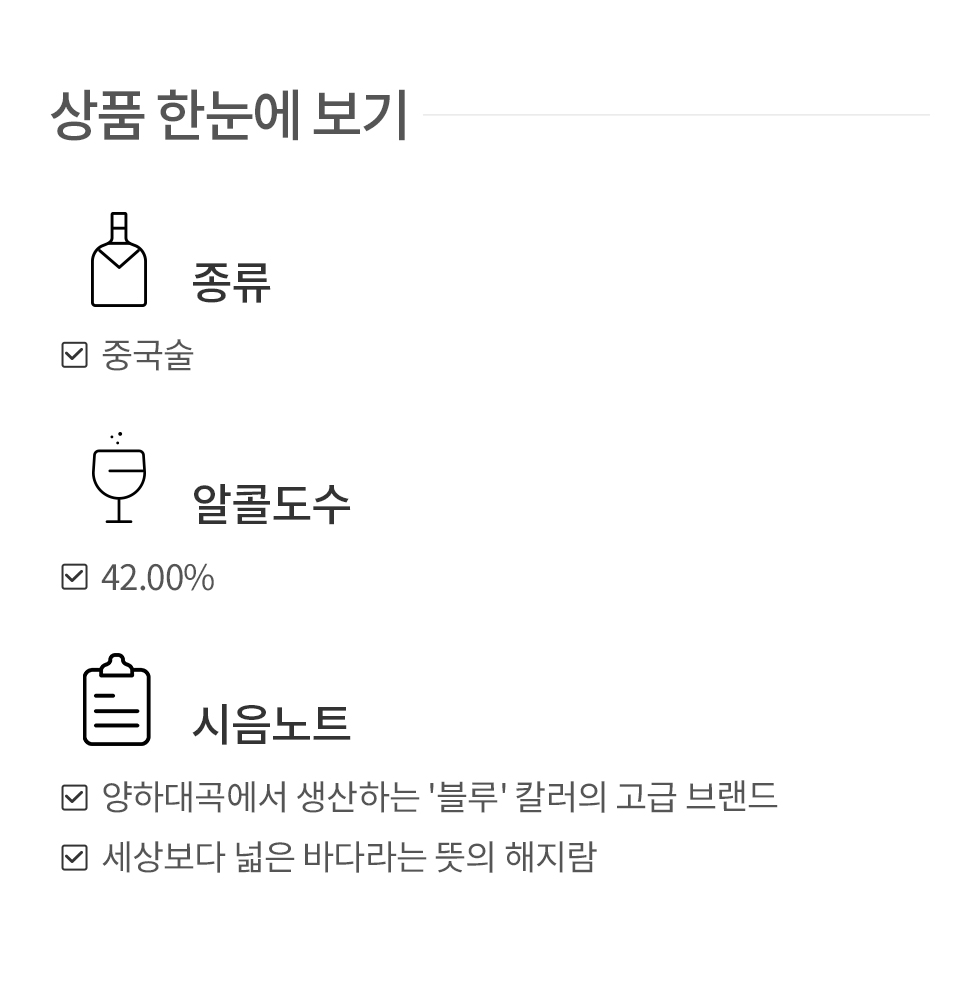 상품 한눈에 보기
종류
중국술
알콜도수
42.00%
시음노트
양하대곡에서 생산하는 '블루' 칼러의 고급 브랜드
세상보다 넓은 바다라는 뜻의 해지람